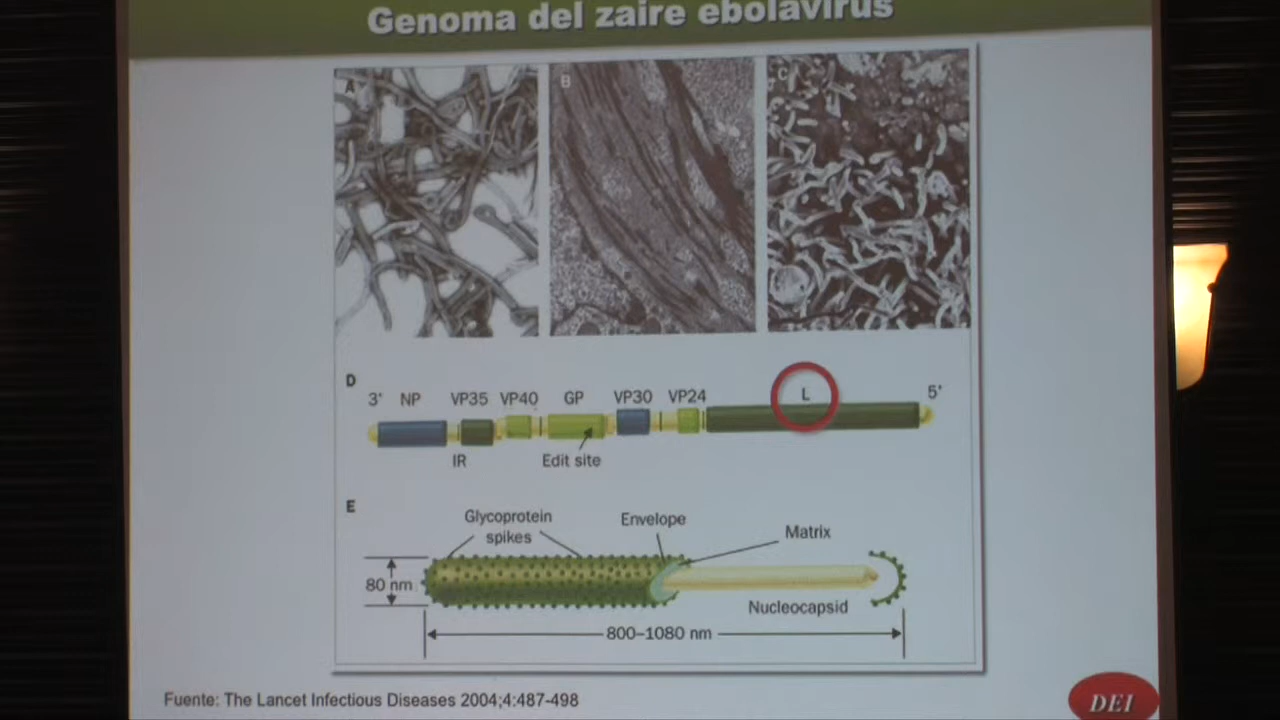 Genoma del zaire ebolavirus
A B C
D
3' NP VP35 VP40 GP VP30 VP24 L 5'
IR Edit site
E
Glycoprotein spikes
Envelope
Matrix
80 nm
Nucleocapsid
800–1080 nm
Fuente: The Lancet Infectious Diseases 2004;4:487-498
DEI